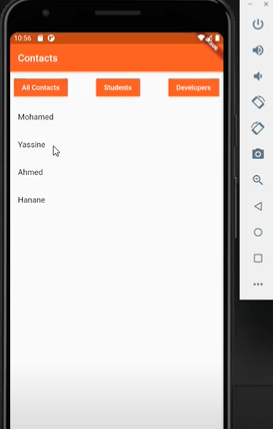 10:56
Contacts
All Contacts Students Developers
Mohamed
Yassine
Ahmed
Hanane